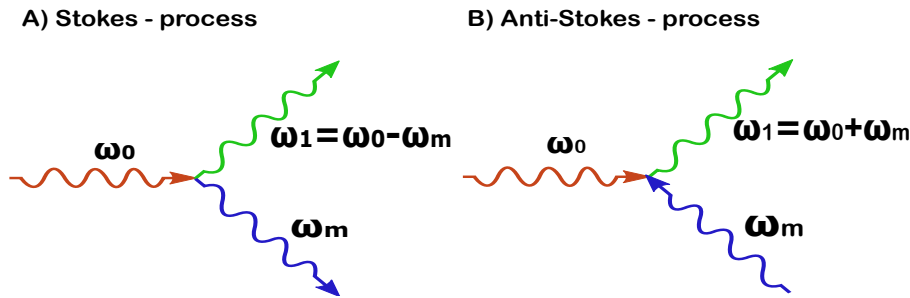 A) Stokes - process
B) Anti-Stokes - process
ω₀
ω₁=ω₀-ωₘ
ωₘ
ω₀
ω₁=ω₀+ωₘ
ωₘ